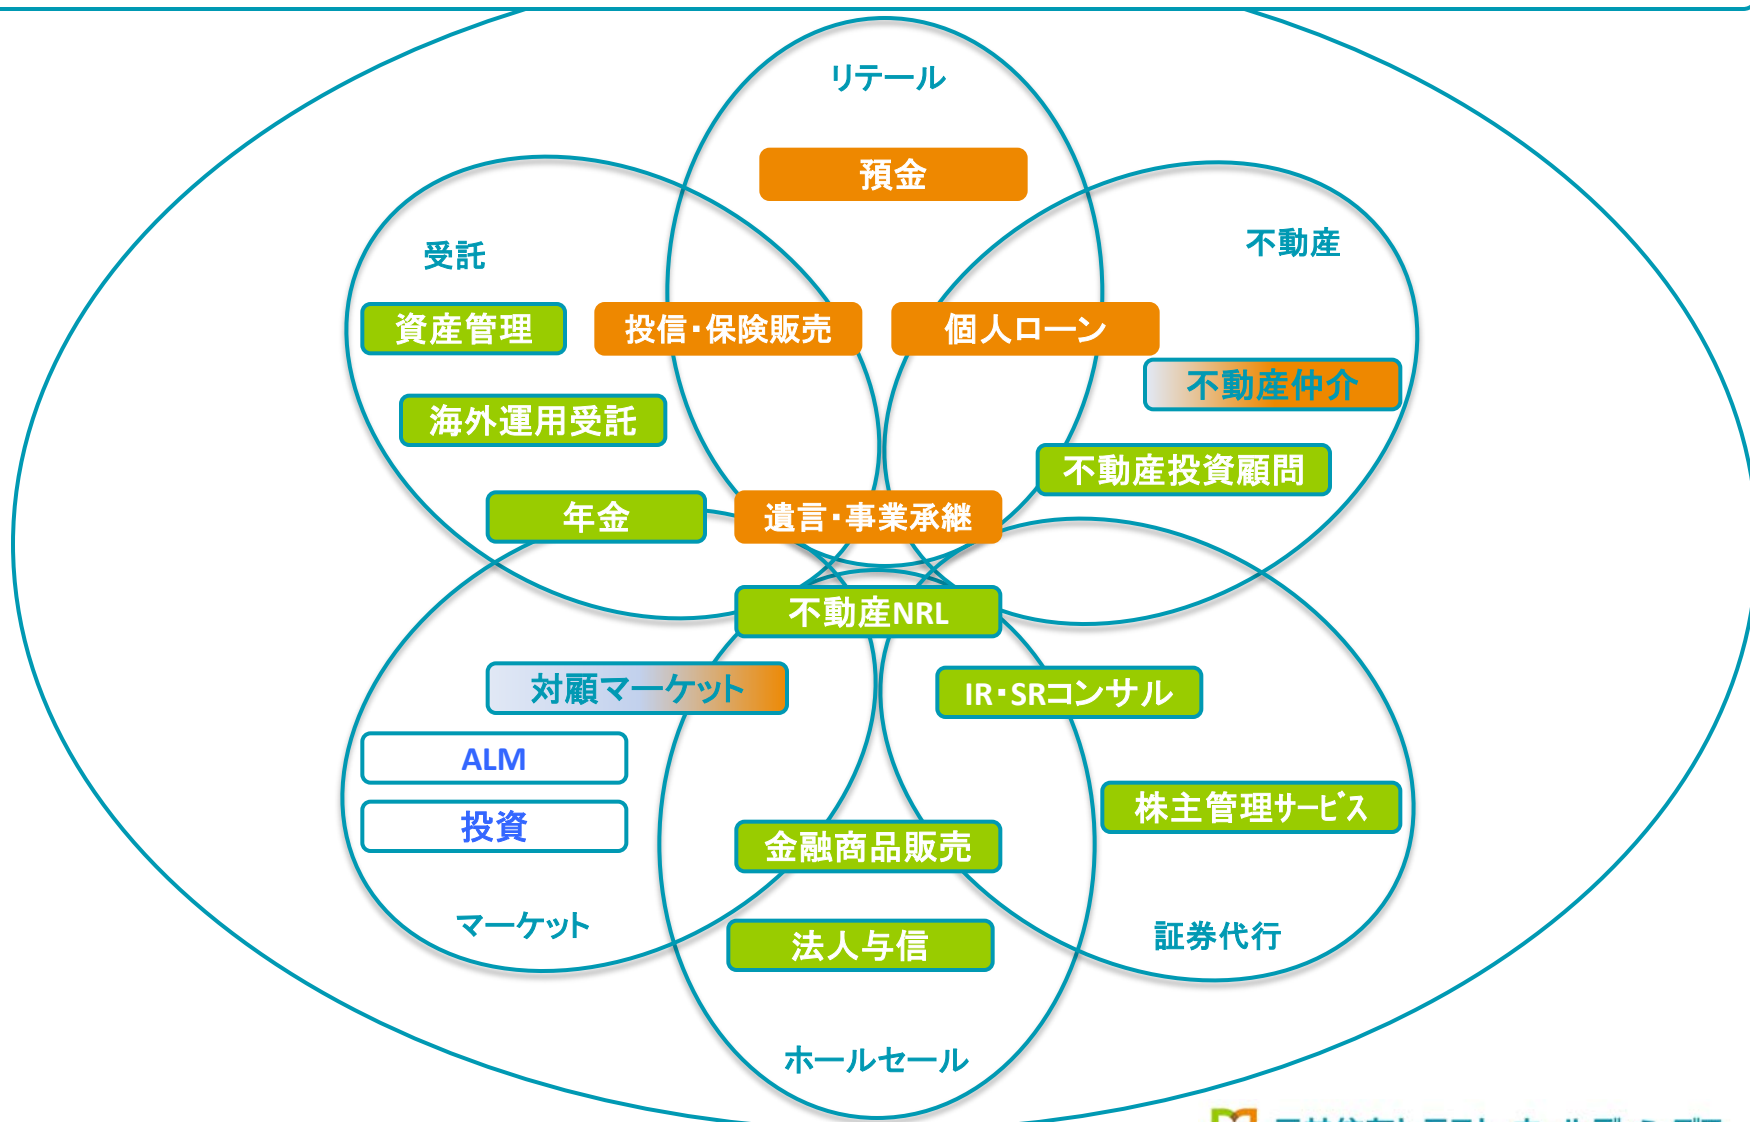 リテール
預金
受託
不動産
資産管理
投信・保険販売
個人ローン
不動産仲介
海外運用受託
不動産投資顧問
年金
遺言・事業承継
不動産NRL
対顧マーケット
IR・SRコンサル
ALM
投資
株主管理サービス
金融商品販売
マーケット
法人与信
証券代行
ホールセール